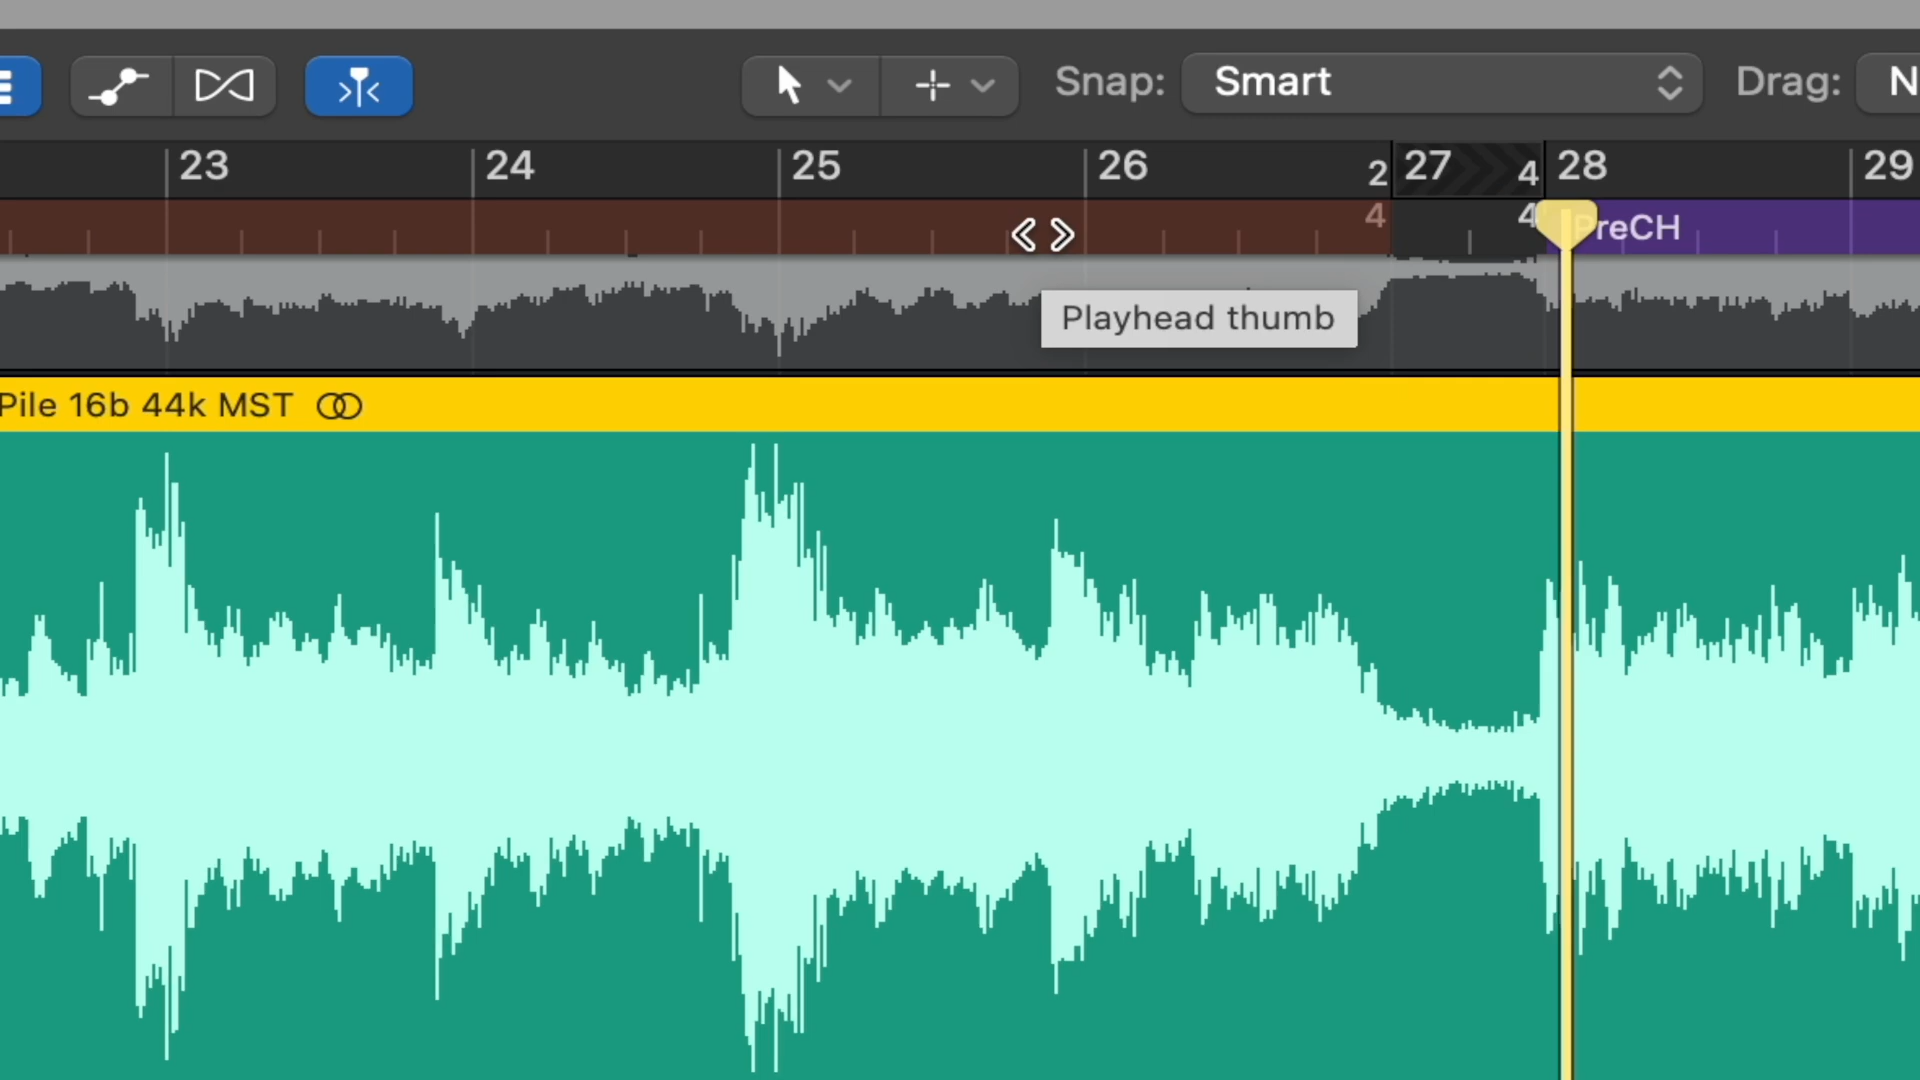 Snap: Smart Drag: N
23 24 25 26 2 27 4 28 29
4 4 PreCH
Playhead thumb
Pile 16b 44k MST